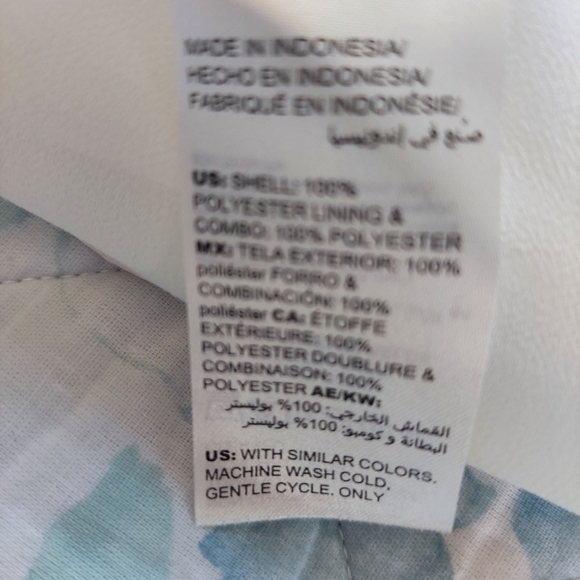 MADE IN INDONESIA/
HECHO EN INDONESIA/
FABRIQUÉ EN INDONÉSIE/
صنع في إندونيسيا
US: SHELL: 100%
POLYESTER LINING &
COMBO: 100% POLYESTER
MX: TELA EXTERIOR: 100%
poliéster FORRO &
COMBINACIÓN: 100%
poliéster CA: ÉTOFFE
EXTÉRIEURE: 100%
POLYESTER DOUBLURE &
COMBINAISON: 100%
POLYESTER AE/KW:
القماش الخارجي: 100% بوليستر
البطانة و كومبو: 100% بوليستر
US: WITH SIMILAR COLORS.
MACHINE WASH COLD,
GENTLE CYCLE. ONLY